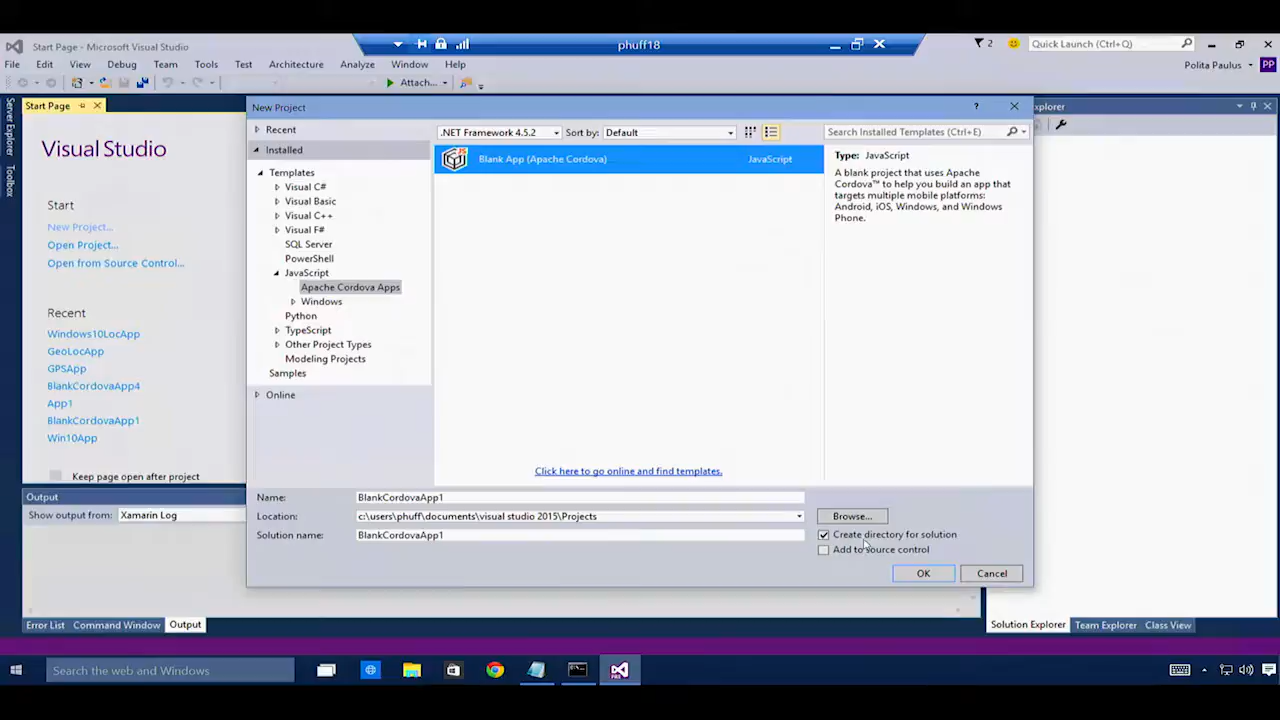 Start Page - Microsoft Visual Studio
phuff18
2
Quick Launch (Ctrl+Q)
File Edit View Debug Team Tools Test Architecture Analyze Window Help
Polita Paulus PP
Attach...
Server Explorer
Toolbox
Start Page
Visual Studio
Start
New Project...
Open Project...
Open from Source Control...
Recent
Windows10LocApp
GeoLocApp
GPSApp
BlankCordovaApp4
App1
BlankCordovaApp1
Win10App
Keep page open after project
New Project
?
Recent
Installed
Templates
Visual C#
Visual Basic
Visual C++
Visual F#
SQL Server
PowerShell
JavaScript
Apache Cordova Apps
Windows
Python
TypeScript
Other Project Types
Modeling Projects
Samples
Online
.NET Framework 4.5.2
Sort by: Default
Search Installed Templates (Ctrl+E)
JS
Blank App (Apache Cordova) JavaScript
Type: JavaScript
A blank project that uses Apache
Cordova™ to help you build an app that
targets multiple mobile platforms:
Android, iOS, Windows, and Windows
Phone.
Click here to go online and find templates.
Name: BlankCordovaApp1
Location: c:\users\phuff\documents\visual studio 2015\Projects
Browse...
Solution name: BlankCordovaApp1
Create directory for solution
Add to source control
OK Cancel
Explorer
Output
Show output from: Xamarin Log
Error List Command Window Output
Solution Explorer Team Explorer Class View
Search the web and Windows
PRE